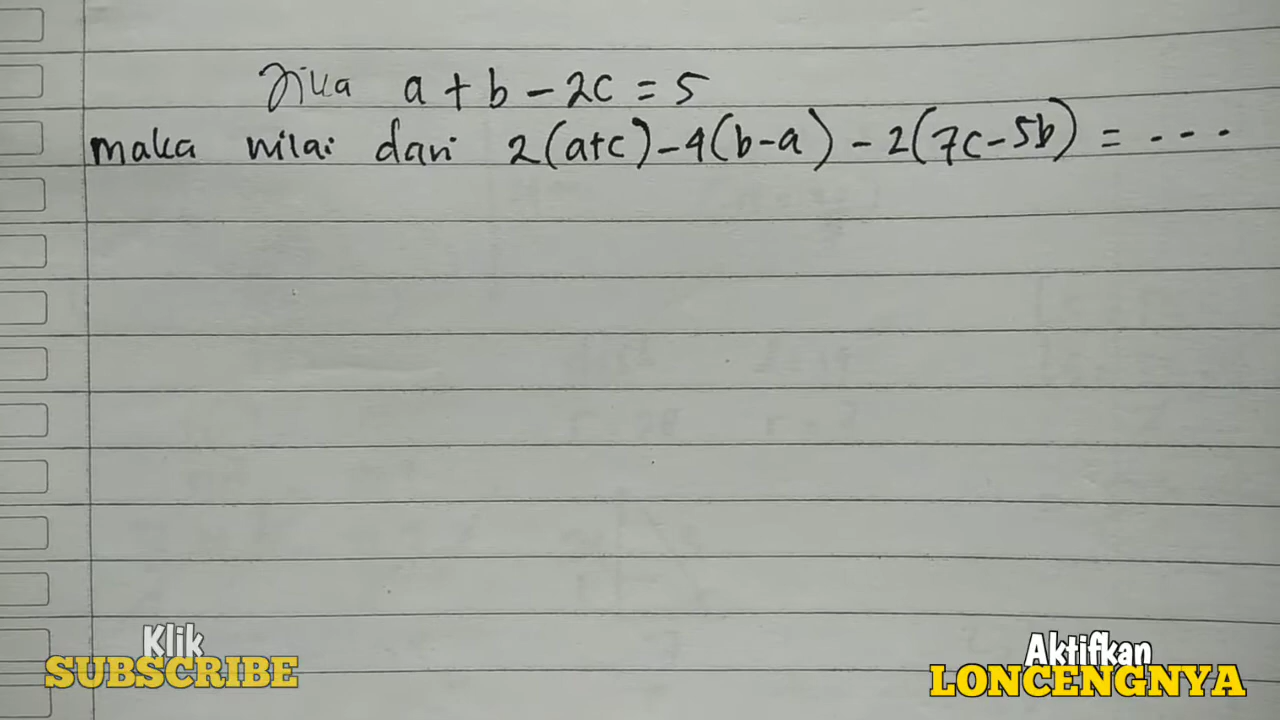 Jika a + b - 2c = 5
maka nilai dari 2(a+c) - 4(b-a) - 2(7c-5b) = ...
Klik
SUBSCRIBE
Aktifkan
LONCENGNYA